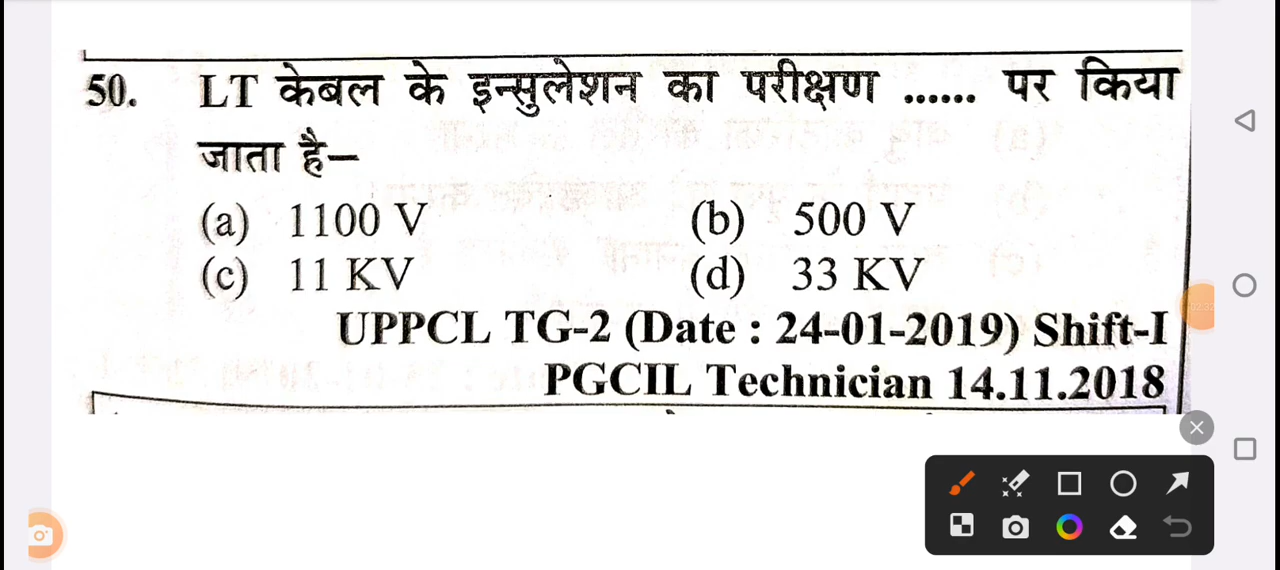 50. LT केबल के इन्सुलेशन का परीक्षण ...... पर किया
जाता है–
(a) 1100 V (b) 500 V
(c) 11 KV (d) 33 KV
UPPCL TG-2 (Date : 24-01-2019) Shift-I
PGCIL Technician 14.11.2018